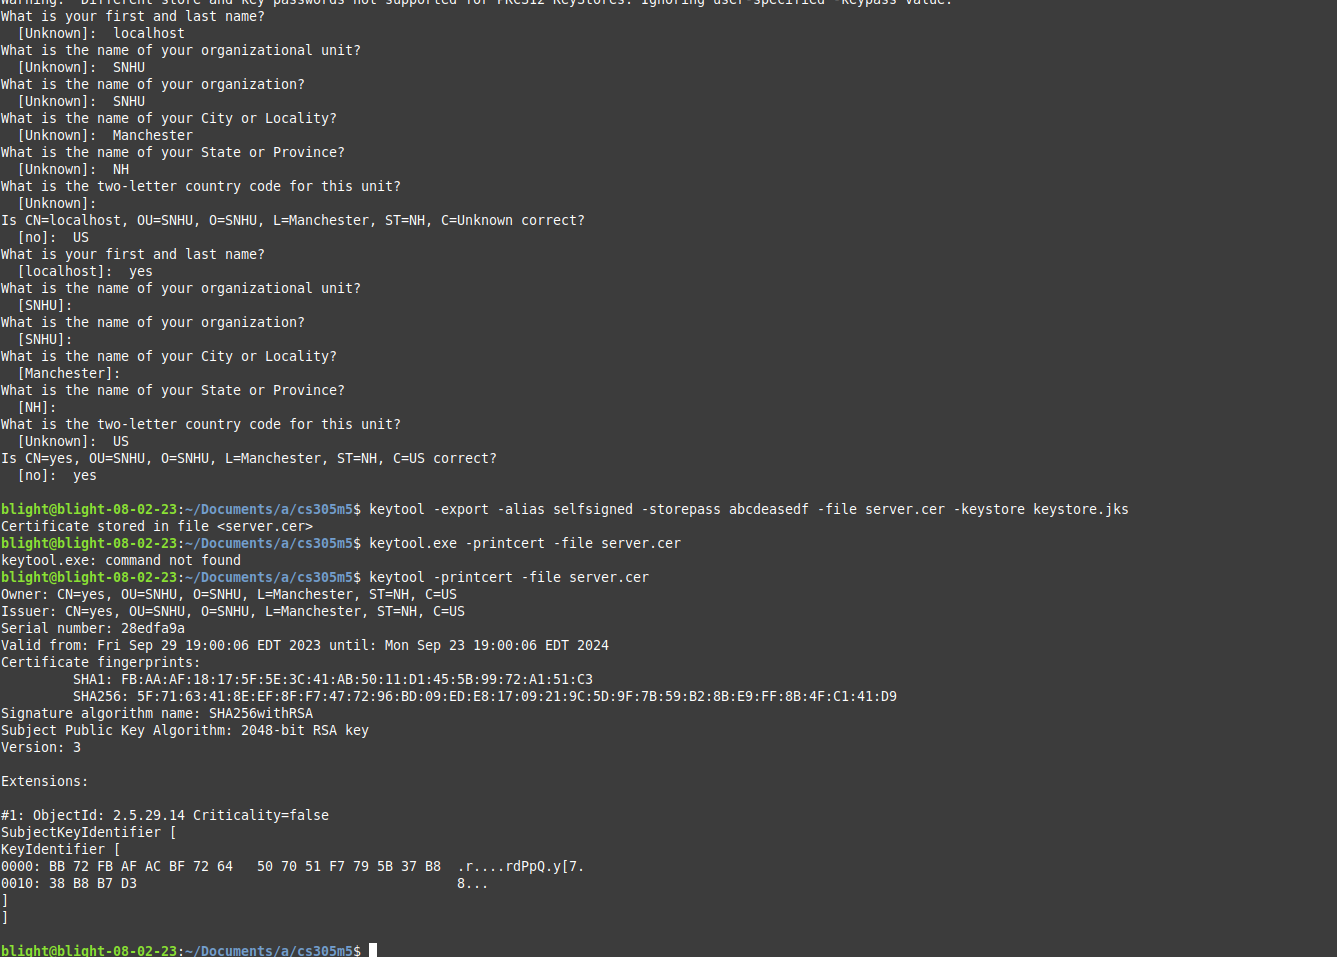 Warning:  Different store and key passwords not supported for PKCS12 KeyStores. Ignoring user-specified -keypass value.
What is your first and last name?
  [Unknown]:  localhost
What is the name of your organizational unit?
  [Unknown]:  SNHU
What is the name of your organization?
  [Unknown]:  SNHU
What is the name of your City or Locality?
  [Unknown]:  Manchester
What is the name of your State or Province?
  [Unknown]:  NH
What is the two-letter country code for this unit?
  [Unknown]:
Is CN=localhost, OU=SNHU, O=SNHU, L=Manchester, ST=NH, C=Unknown correct?
  [no]:  US
What is your first and last name?
  [localhost]:  yes
What is the name of your organizational unit?
  [SNHU]:
What is the name of your organization?
  [SNHU]:
What is the name of your City or Locality?
  [Manchester]:
What is the name of your State or Province?
  [NH]:
What is the two-letter country code for this unit?
  [Unknown]:  US
Is CN=yes, OU=SNHU, O=SNHU, L=Manchester, ST=NH, C=US correct?
  [no]:  yes
blight@blight-08-02-23:~/Documents/a/cs305m5$ keytool -export -alias selfsigned -storepass abcdeasedf -file server.cer -keystore keystore.jks
Certificate stored in file <server.cer>
blight@blight-08-02-23:~/Documents/a/cs305m5$ keytool.exe -printcert -file server.cer
keytool.exe: command not found
blight@blight-08-02-23:~/Documents/a/cs305m5$ keytool -printcert -file server.cer
Owner: CN=yes, OU=SNHU, O=SNHU, L=Manchester, ST=NH, C=US
Issuer: CN=yes, OU=SNHU, O=SNHU, L=Manchester, ST=NH, C=US
Serial number: 28edfa9a
Valid from: Fri Sep 29 19:00:06 EDT 2023 until: Mon Sep 23 19:00:06 EDT 2024
Certificate fingerprints:
         SHA1: FB:AA:AF:18:17:5F:5E:3C:41:AB:50:11:D1:45:5B:99:72:A1:51:C3
         SHA256: 5F:71:63:41:8E:EF:8F:F7:47:72:96:BD:09:ED:E8:17:09:21:9C:5D:9F:7B:59:B2:8B:E9:FF:8B:4F:C1:41:D9
Signature algorithm name: SHA256withRSA
Subject Public Key Algorithm: 2048-bit RSA key
Version: 3
Extensions:
#1: ObjectId: 2.5.29.14 Criticality=false
SubjectKeyIdentifier [
KeyIdentifier [
0000: BB 72 FB AF AC BF 72 64   50 70 51 F7 79 5B 37 B8  .r....rdPpQ.y[7.
0010: 38 B8 B7 D3                                        8...
]
]
blight@blight-08-02-23:~/Documents/a/cs305m5$